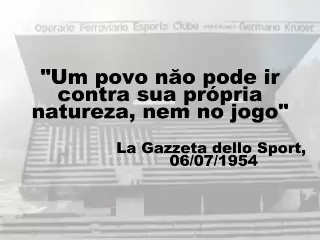 Operario Ferroviario Esporte Clube Germano Kruger
"Um povo não pode ir
contra sua própria
natureza, nem no jogo"
La Gazzeta dello Sport,
06/07/1954